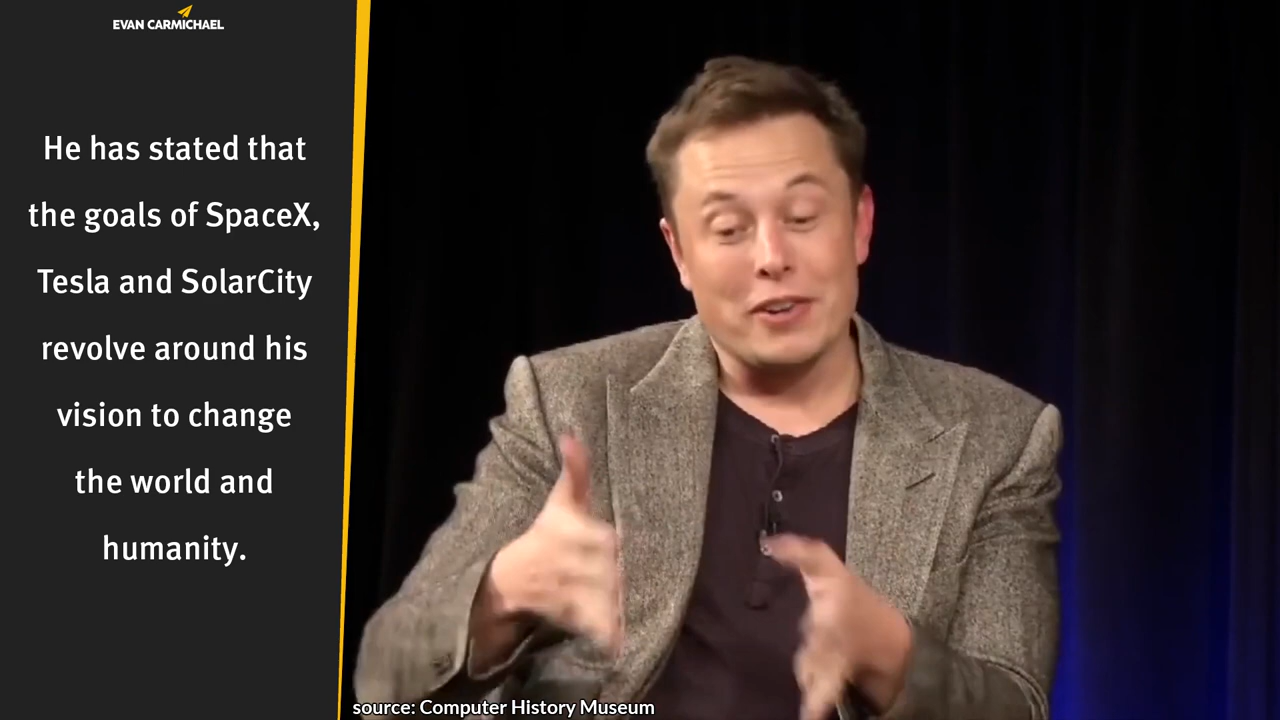 EVAN CARMICHAEL
He has stated that
the goals of SpaceX,
Tesla and SolarCity
revolve around his
vision to change
the world and
humanity.
source: Computer History Museum